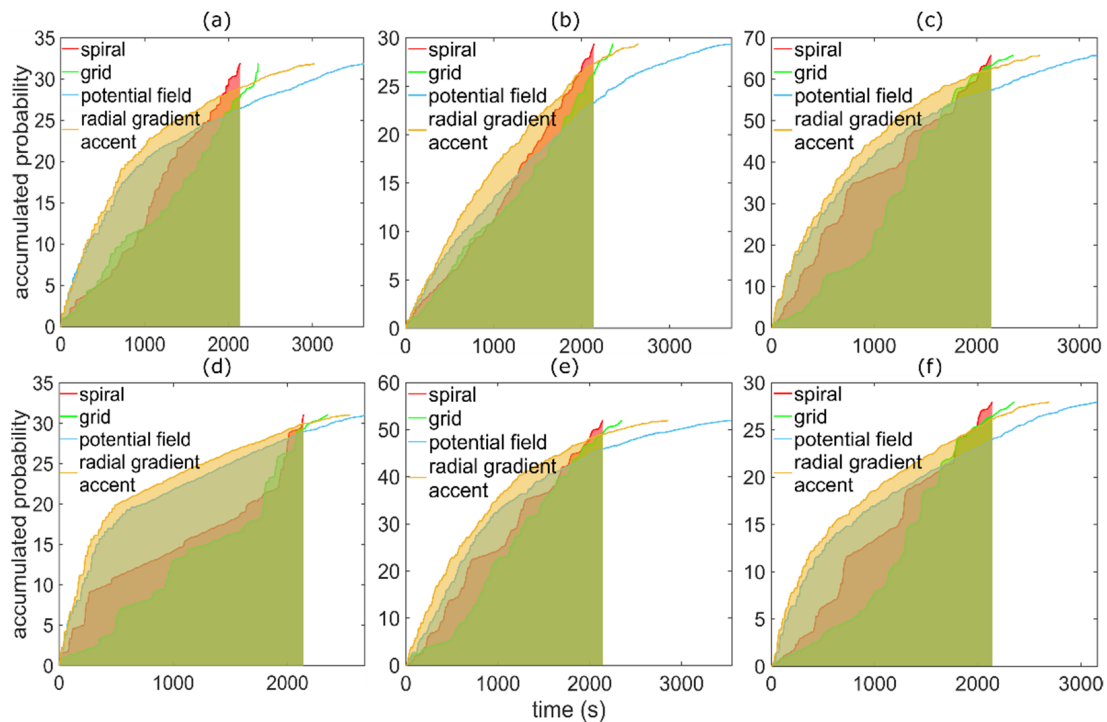 (a)
(b)
(c)
35
30
25
20
15
10
5
0
0
1000
2000
3000
accumulated probability
spiral
grid
potential field
radial gradient
accent
30
25
20
15
10
5
0
0
1000
2000
3000
spiral
grid
potential field
radial gradient
accent
70
60
50
40
30
20
10
0
0
1000
2000
3000
spiral
grid
potential field
radial gradient
accent
(d)
(e)
(f)
35
30
25
20
15
10
5
0
0
1000
2000
accumulated probability
spiral
grid
potential field
radial gradient
accent
60
50
40
30
20
10
0
0
1000
2000
3000
spiral
grid
potential field
radial gradient
accent
30
25
20
15
10
5
0
0
1000
2000
3000
spiral
grid
potential field
radial gradient
accent
time (s)